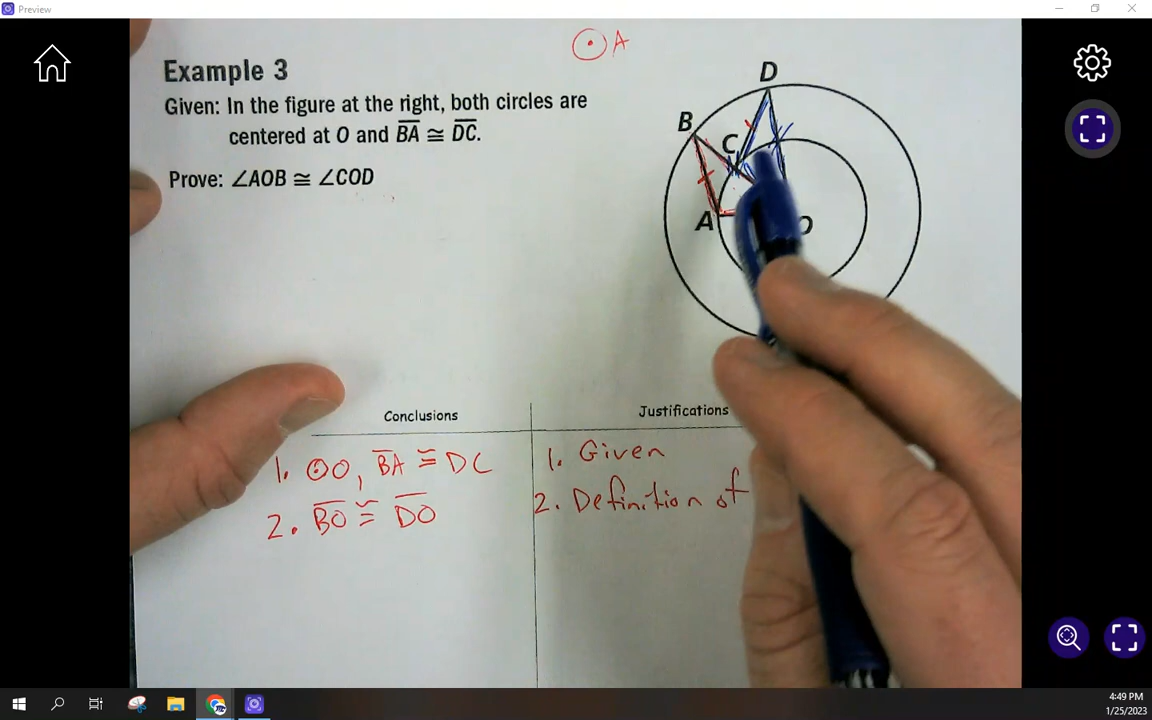 Preview
⊙A
Example 3
Given: In the figure at the right, both circles are
centered at O and BA ≅ DC.
Prove: ∠AOB ≅ ∠COD
D
B
C
A
O
Conclusions
Justifications
1. ⊙O, BA ≅ DC
1. Given
2. BO ≅ DO
2. Definition of
4:49 PM
1/25/2023